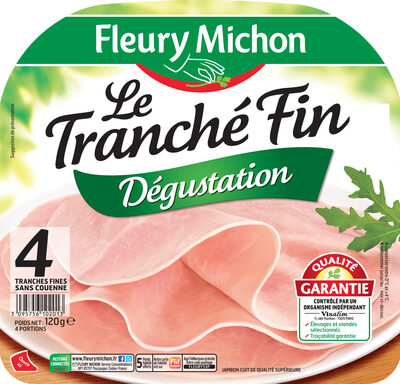 Fleury Michon
Le
Tranché Fin
Dégustation
Suggestion de présentation
4
TRANCHES FINES
SANS COUENNE
3 095756 102013
POIDS NET : 120g e
4 PORTIONS
QUALITÉ
GARANTIE
CONTRÔLÉ PAR UN
ORGANISME INDÉPENDANT
Visafim
✓ Élevages et viandes
sélectionnés
✓ Traçabilité garantie
www.fleurymichon.fr
JAMBON CUIT DE QUALITÉ SUPÉRIEURE